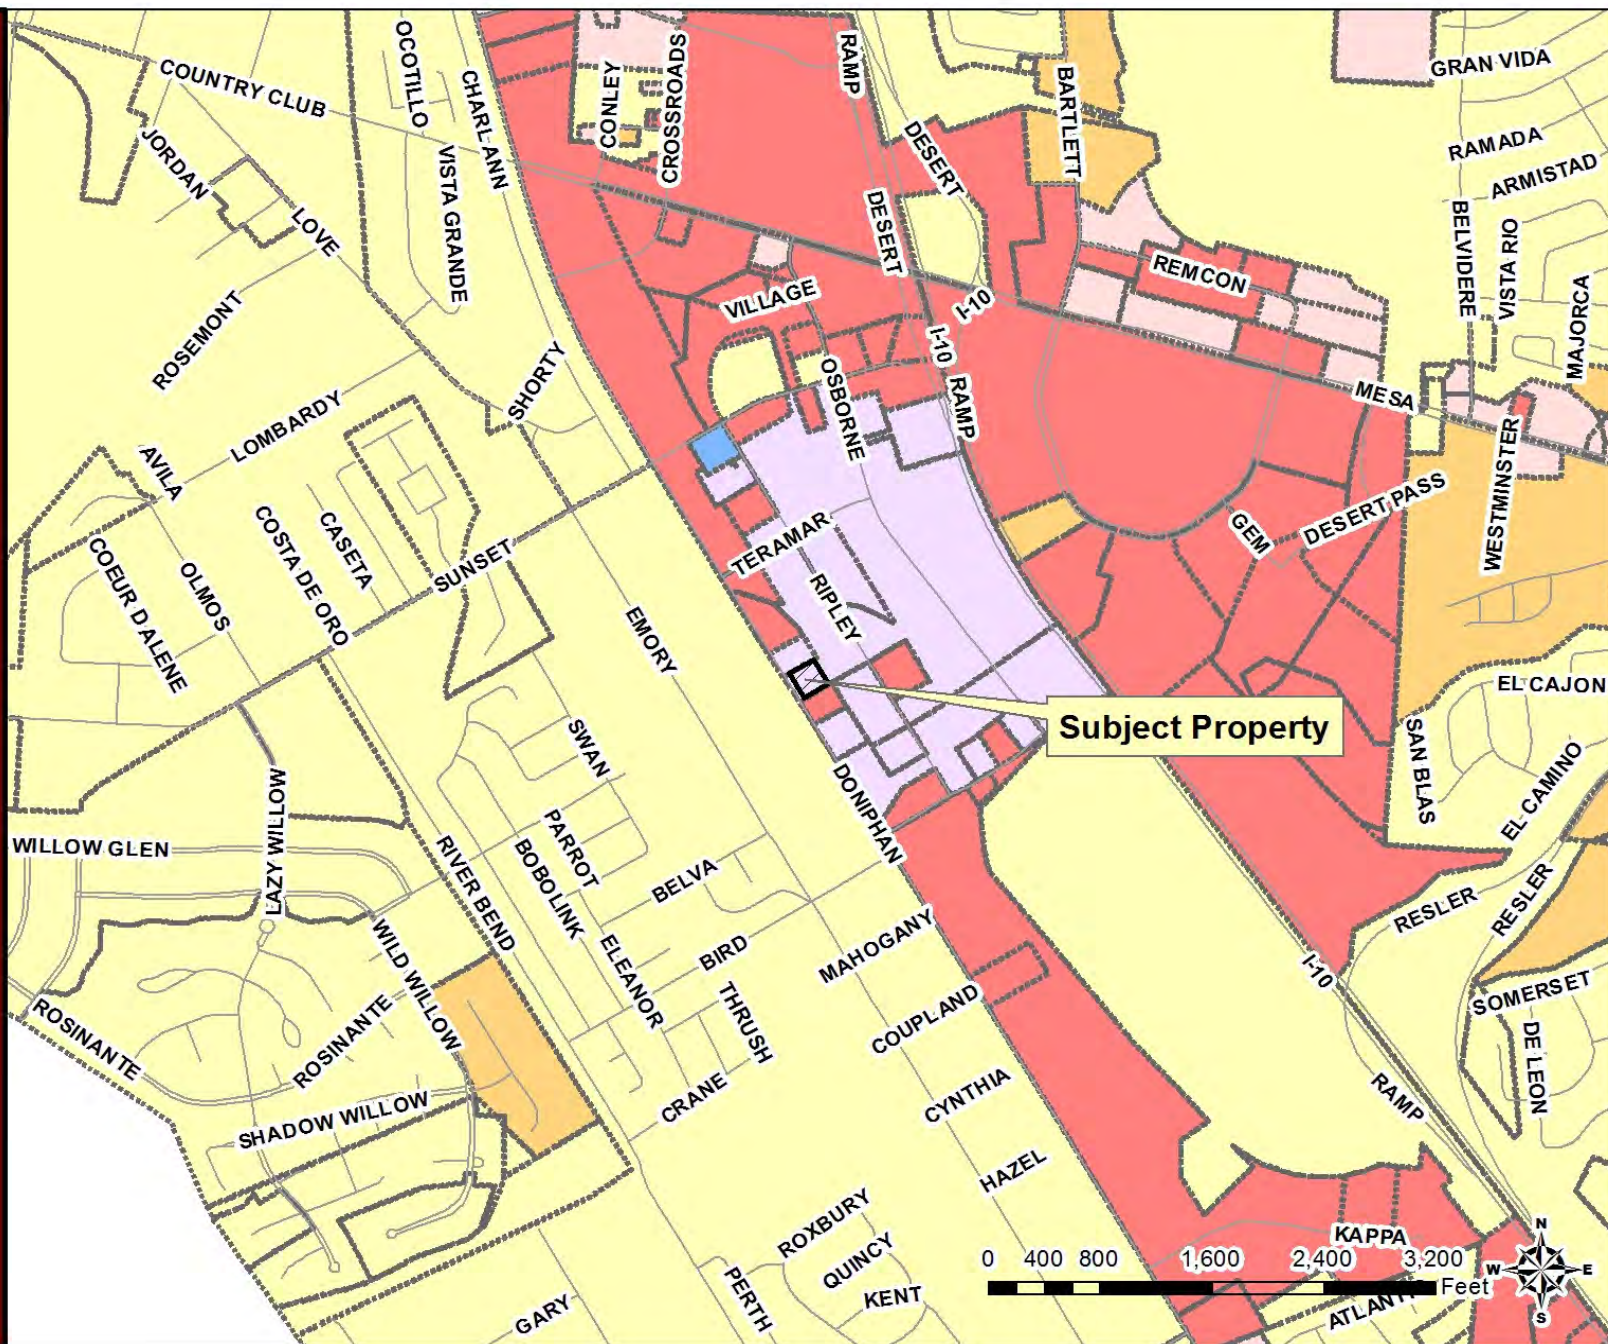 COUNTRY CLUB
OCOTILLO
CHARL ANN
CONLEY
CROSSROADS
RAMP
BARTLETT
GRAN VIDA
JORDAN
LOVE
VISTA GRANDE
DESERT
DESERT
RAMADA
ARMISTAD
BELVIDERE
VISTA RIO
MAJORCA
ROSEMONT
VILLAGE
REMCON
I-10
I-10
SHORTY
OSBORNE
RAMP
MESA
LOMBARDY
AVILA
WESTMINSTER
COSTA DE ORO
CASETA
SUNSET
TERAMAR
GEM
DESERT PASS
COEUR D ALENE
OLMOS
EMORY
RIPLEY
EL CAJON
Subject Property
SWAN
SAN BLAS
EL CAMINO
LAZY WILLOW
DONIPHAN
WILLOW GLEN
RIVER BEND
PARROT
BOBOLINK
BELVA
RESLER
RESLER
WILD WILLOW
ELEANOR
BIRD
MAHOGANY
I-10
SOMERSET
ROSINANTE
ROSINANTE
THRUSH
COUPLAND
DE LEON
SHADOW WILLOW
CRANE
CYNTHIA
RAMP
HAZEL
ROXBURY
QUINCY
KENT
PERTH
GARY
KAPPA
0 400 800 1,600 2,400 3,200
Feet
N
W
E
S